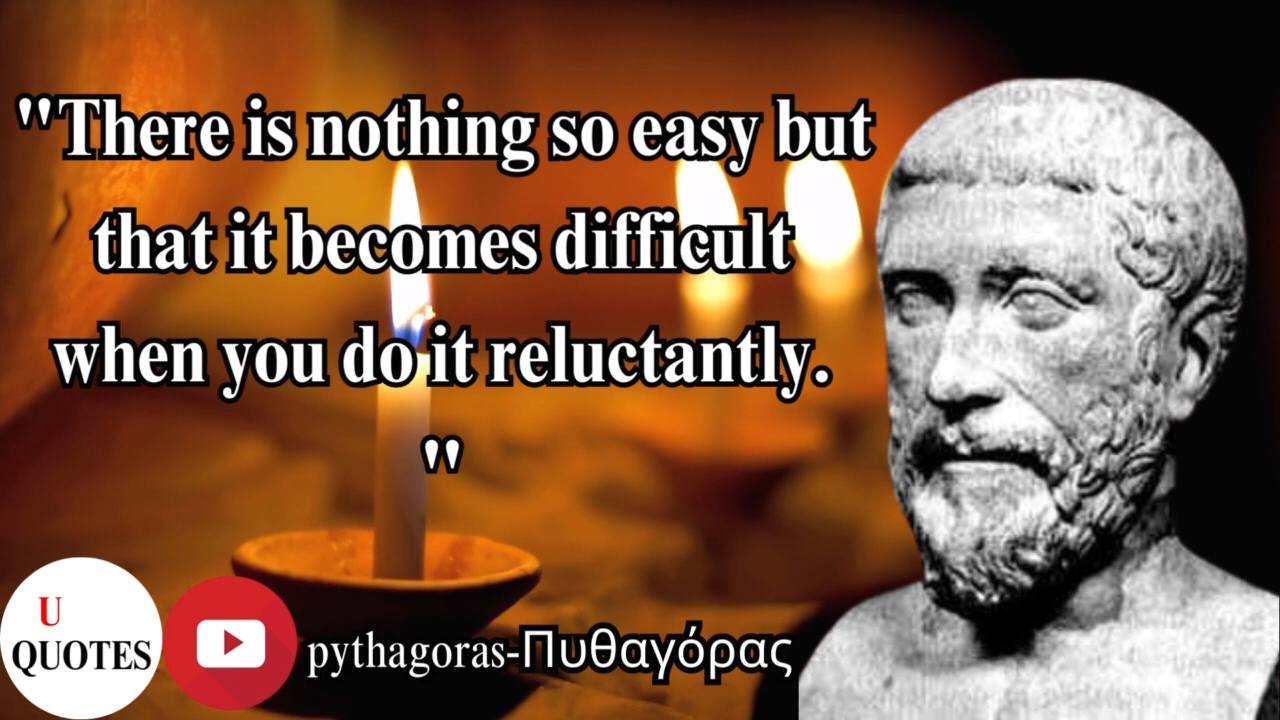 "There is nothing so easy but
that it becomes difficult
when you do it reluctantly.
"
U
QUOTES
pythagoras-Πυθαγόρας